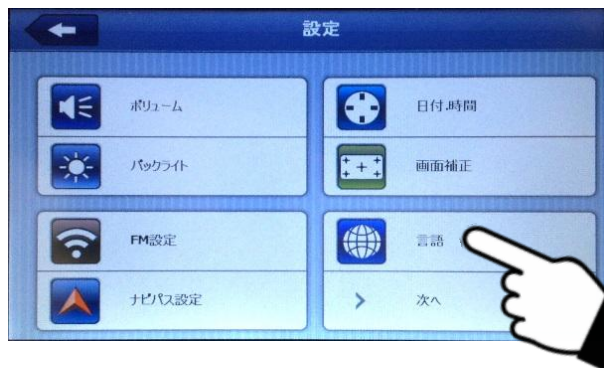 設定
ボリューム
バックライト
日付.時間
画面補正
FM設定
ナビパス設定
言語
次へ